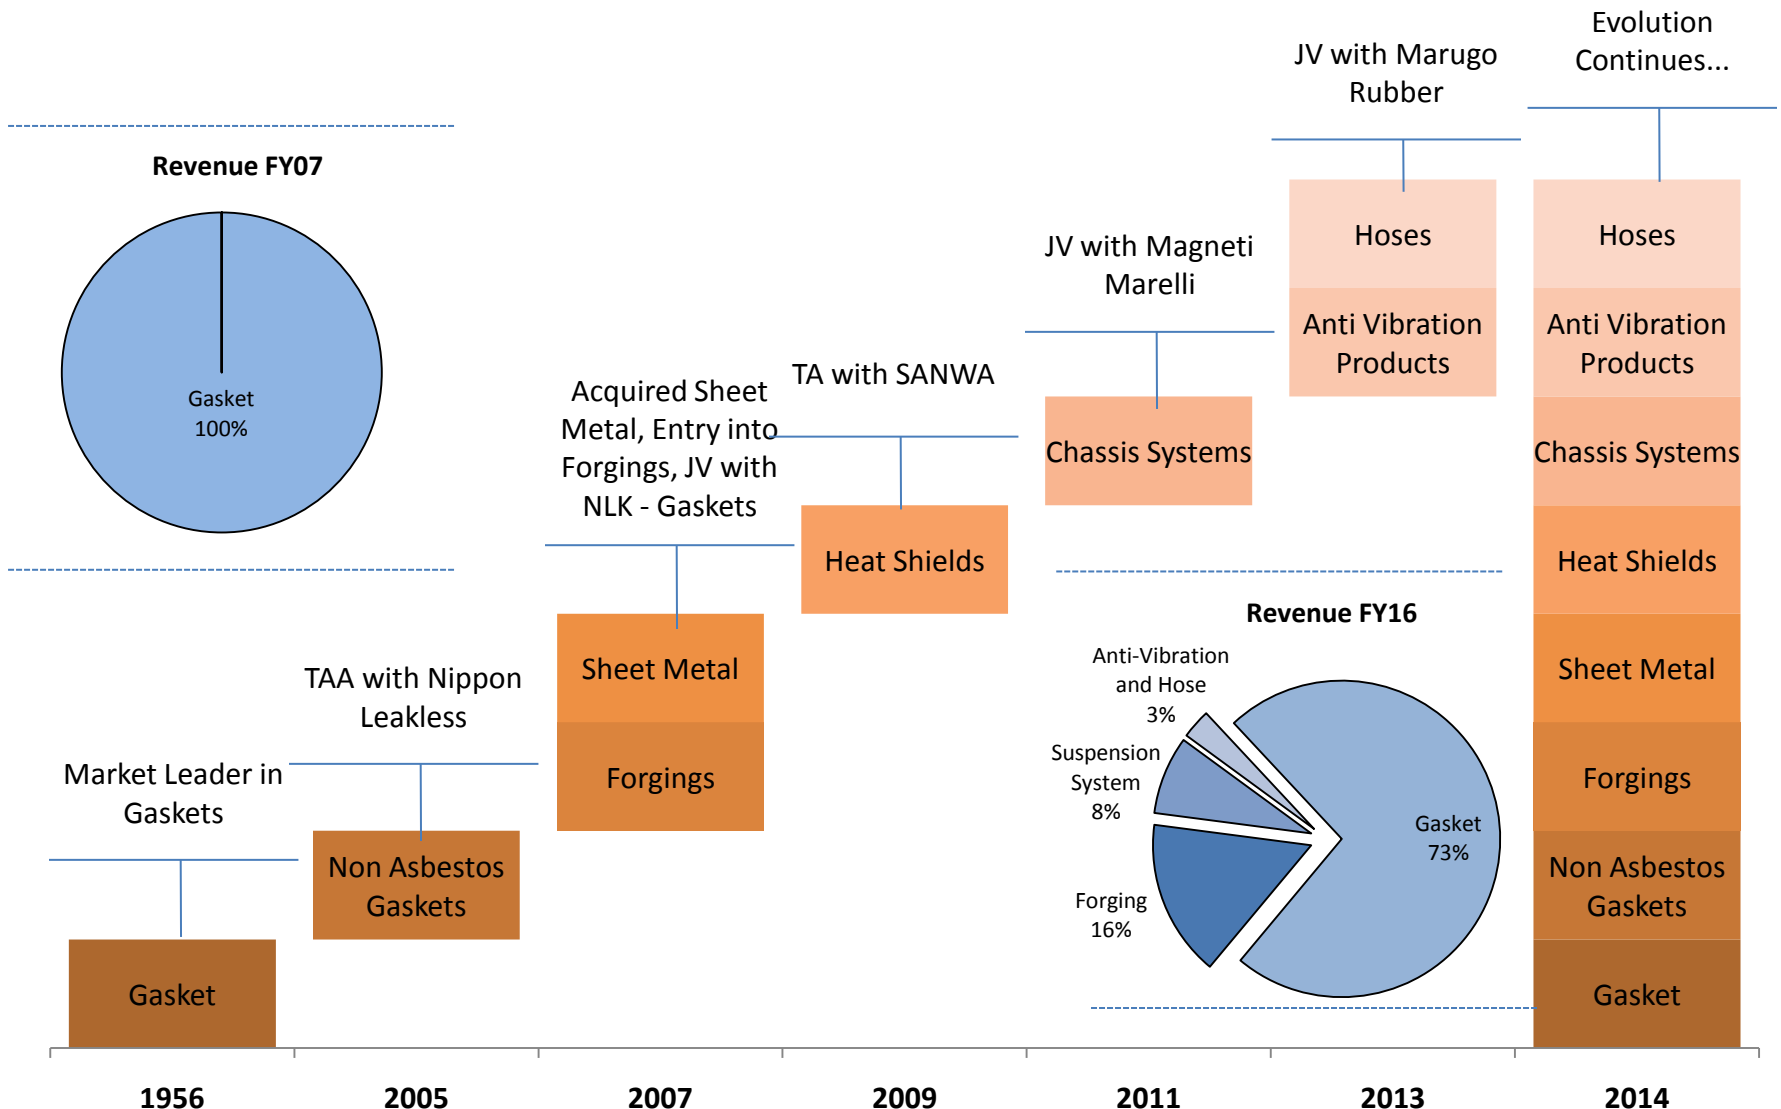 Evolution
Continues...
JV with Marugo
Rubber
Revenue FY07
Gasket
100%
JV with Magneti
Marelli
TA with SANWA
Acquired Sheet
Metal, Entry into
Forgings, JV with
NLK - Gaskets
TAA with Nippon
Leakless
Market Leader in
Gaskets
Gasket
Non Asbestos
Gaskets
Sheet Metal
Forgings
Heat Shields
Chassis Systems
Hoses
Anti Vibration
Products
Hoses
Anti Vibration
Products
Chassis Systems
Heat Shields
Sheet Metal
Forgings
Non Asbestos
Gaskets
Gasket
Revenue FY16
Anti-Vibration
and Hose
3%
Suspension
System
8%
Forging
16%
Gasket
73%
1956
2005
2007
2009
2011
2013
2014